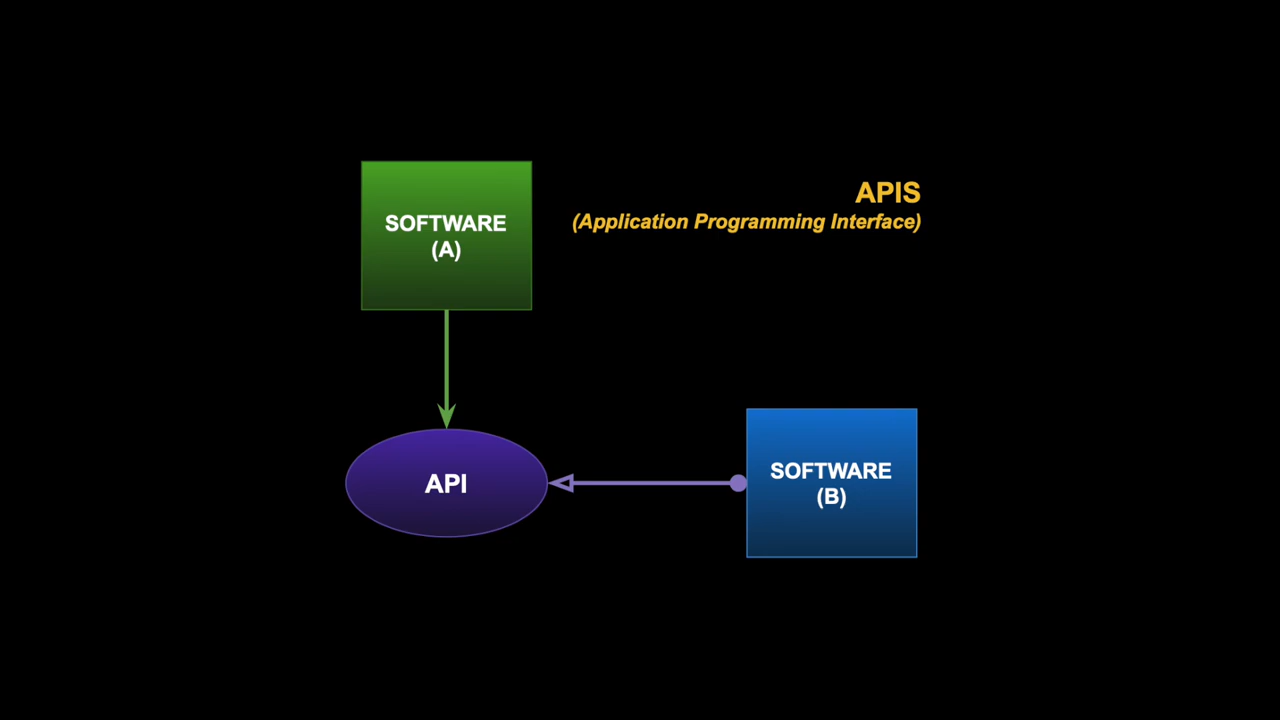 SOFTWARE
(A)
APIS
(Application Programming Interface)
API
SOFTWARE
(B)